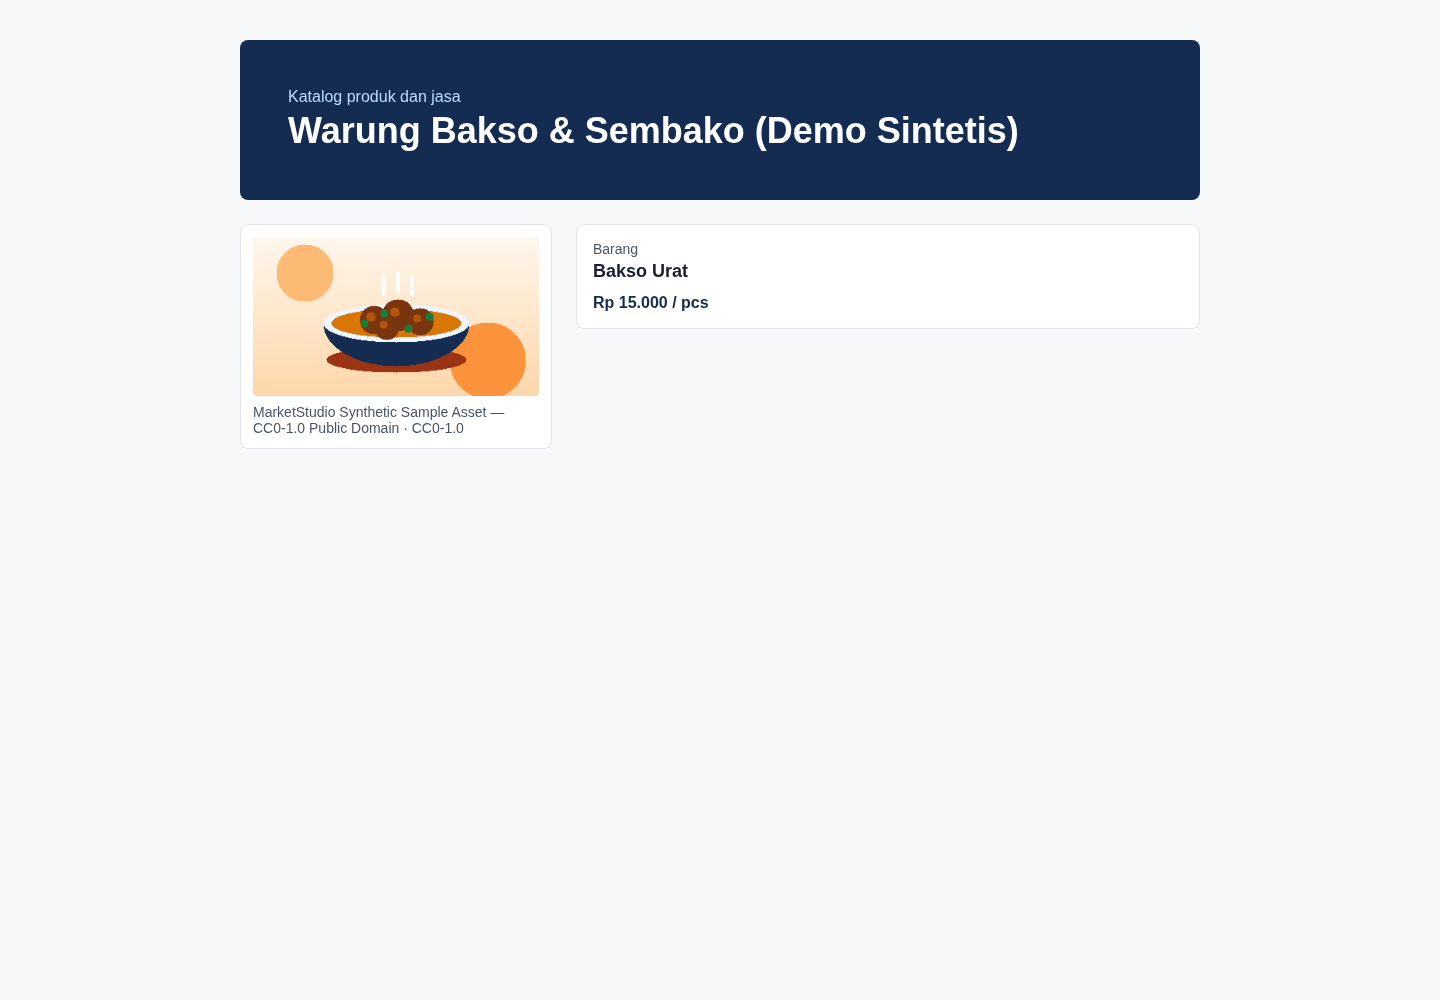 Katalog produk dan jasa
Warung Bakso & Sembako (Demo Sintetis)
MarketStudio Synthetic Sample Asset —
CC0-1.0 Public Domain · CC0-1.0
Barang
Bakso Urat
Rp 15.000 / pcs